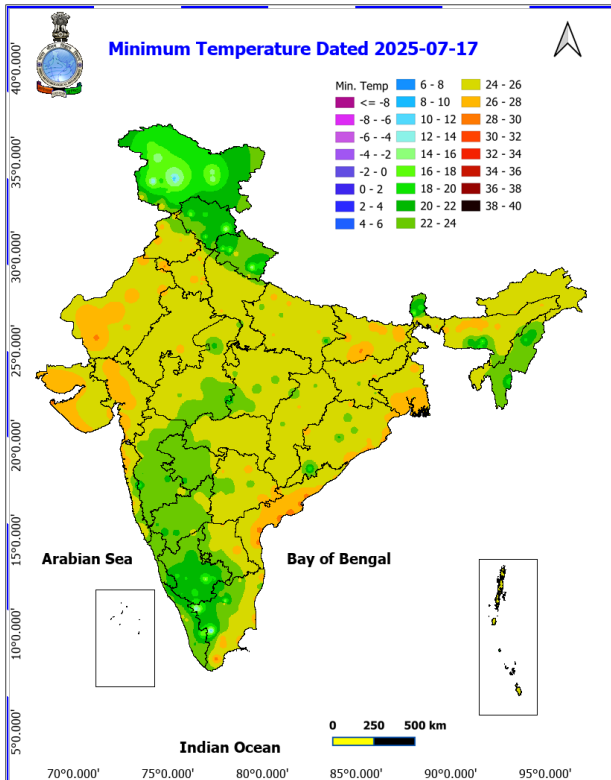 Minimum Temperature Dated 2025-07-17
Min. Temp
<= -8
-8 - -6
-6 - -4
-4 - -2
-2 - 0
0 - 2
2 - 4
4 - 6
6 - 8
8 - 10
10 - 12
12 - 14
14 - 16
16 - 18
18 - 20
20 - 22
22 - 24
24 - 26
26 - 28
28 - 30
30 - 32
32 - 34
34 - 36
36 - 38
38 - 40
40°0.000'
35°0.000'
30°0.000'
25°0.000'
20°0.000'
15°0.000'
10°0.000'
5°0.000'
Arabian Sea
Bay of Bengal
Indian Ocean
0 250 500 km
70°0.000' 75°0.000' 80°0.000' 85°0.000' 90°0.000' 95°0.000'